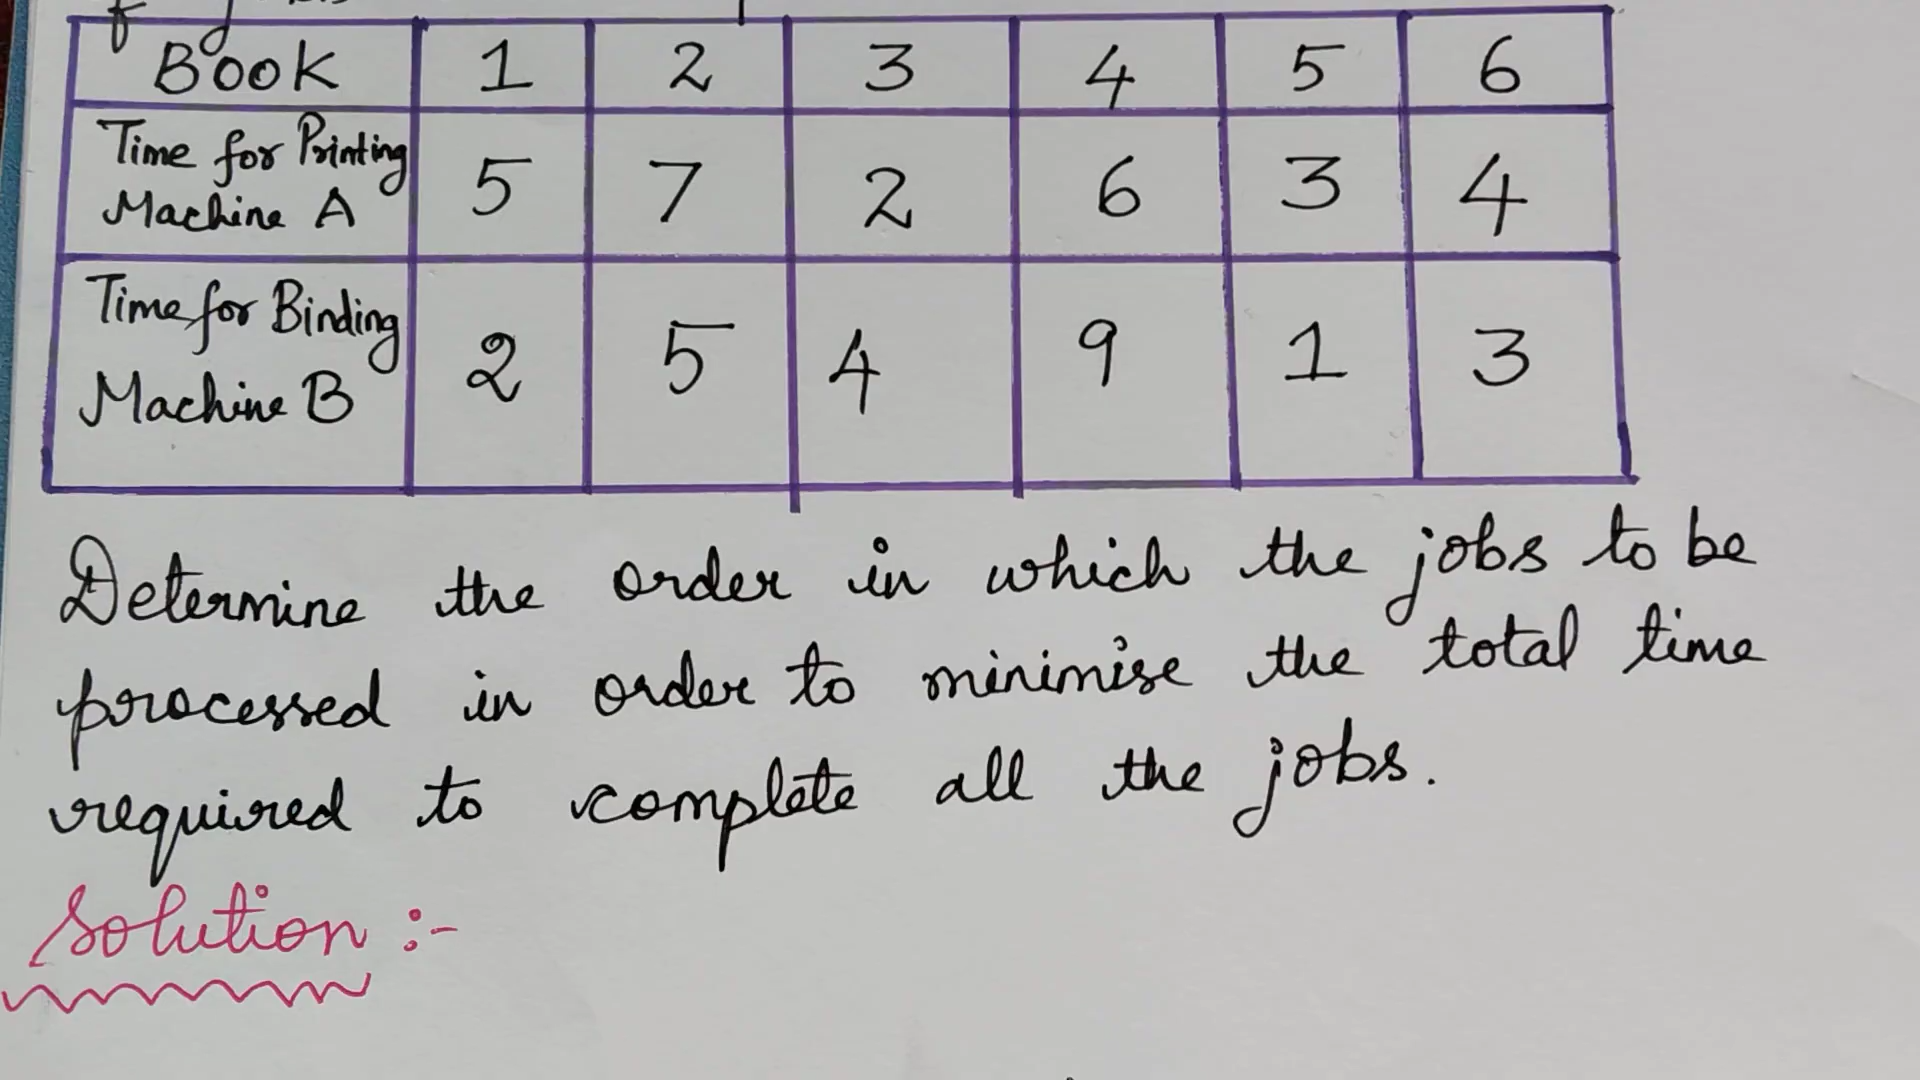 Book 1 2 3 4 5 6
Time for Printing
Machine A 5 7 2 6 3 4
Time for Binding
Machine B 2 5 4 9 1 3
Determine the order in which the jobs to be
processed in order to minimise the total time
required to complete all the jobs.
Solution :-